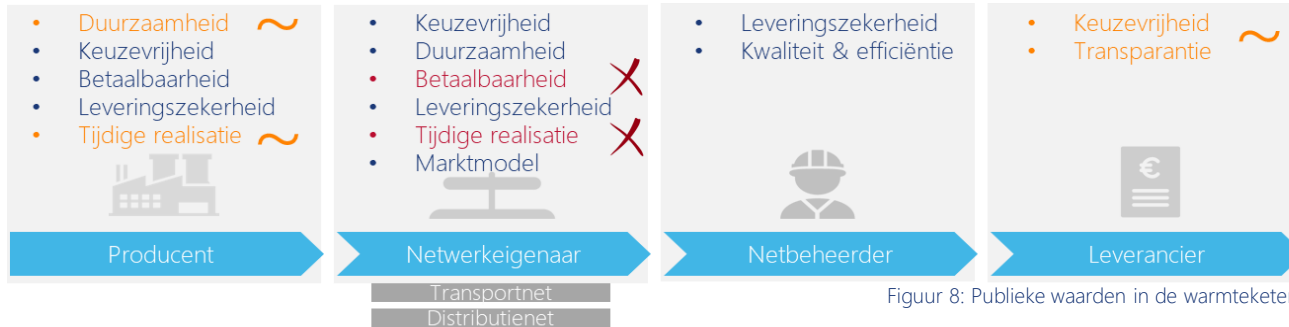 Duurzaamheid
Keuzevrijheid
Betaalbaarheid
Leveringszekerheid
Tijdige realisatie
Producent
Keuzevrijheid
Duurzaamheid
Betaalbaarheid
Leveringszekerheid
Tijdige realisatie
Marktmodel
Netwerkeigenaar
Transportnet
Distributienet
Leveringszekerheid
Kwaliteit & efficiëntie
Netbeheerder
Keuzevrijheid
Transparantie
€
Leverancier
Figuur 8: Publieke waarden in de warmteketen